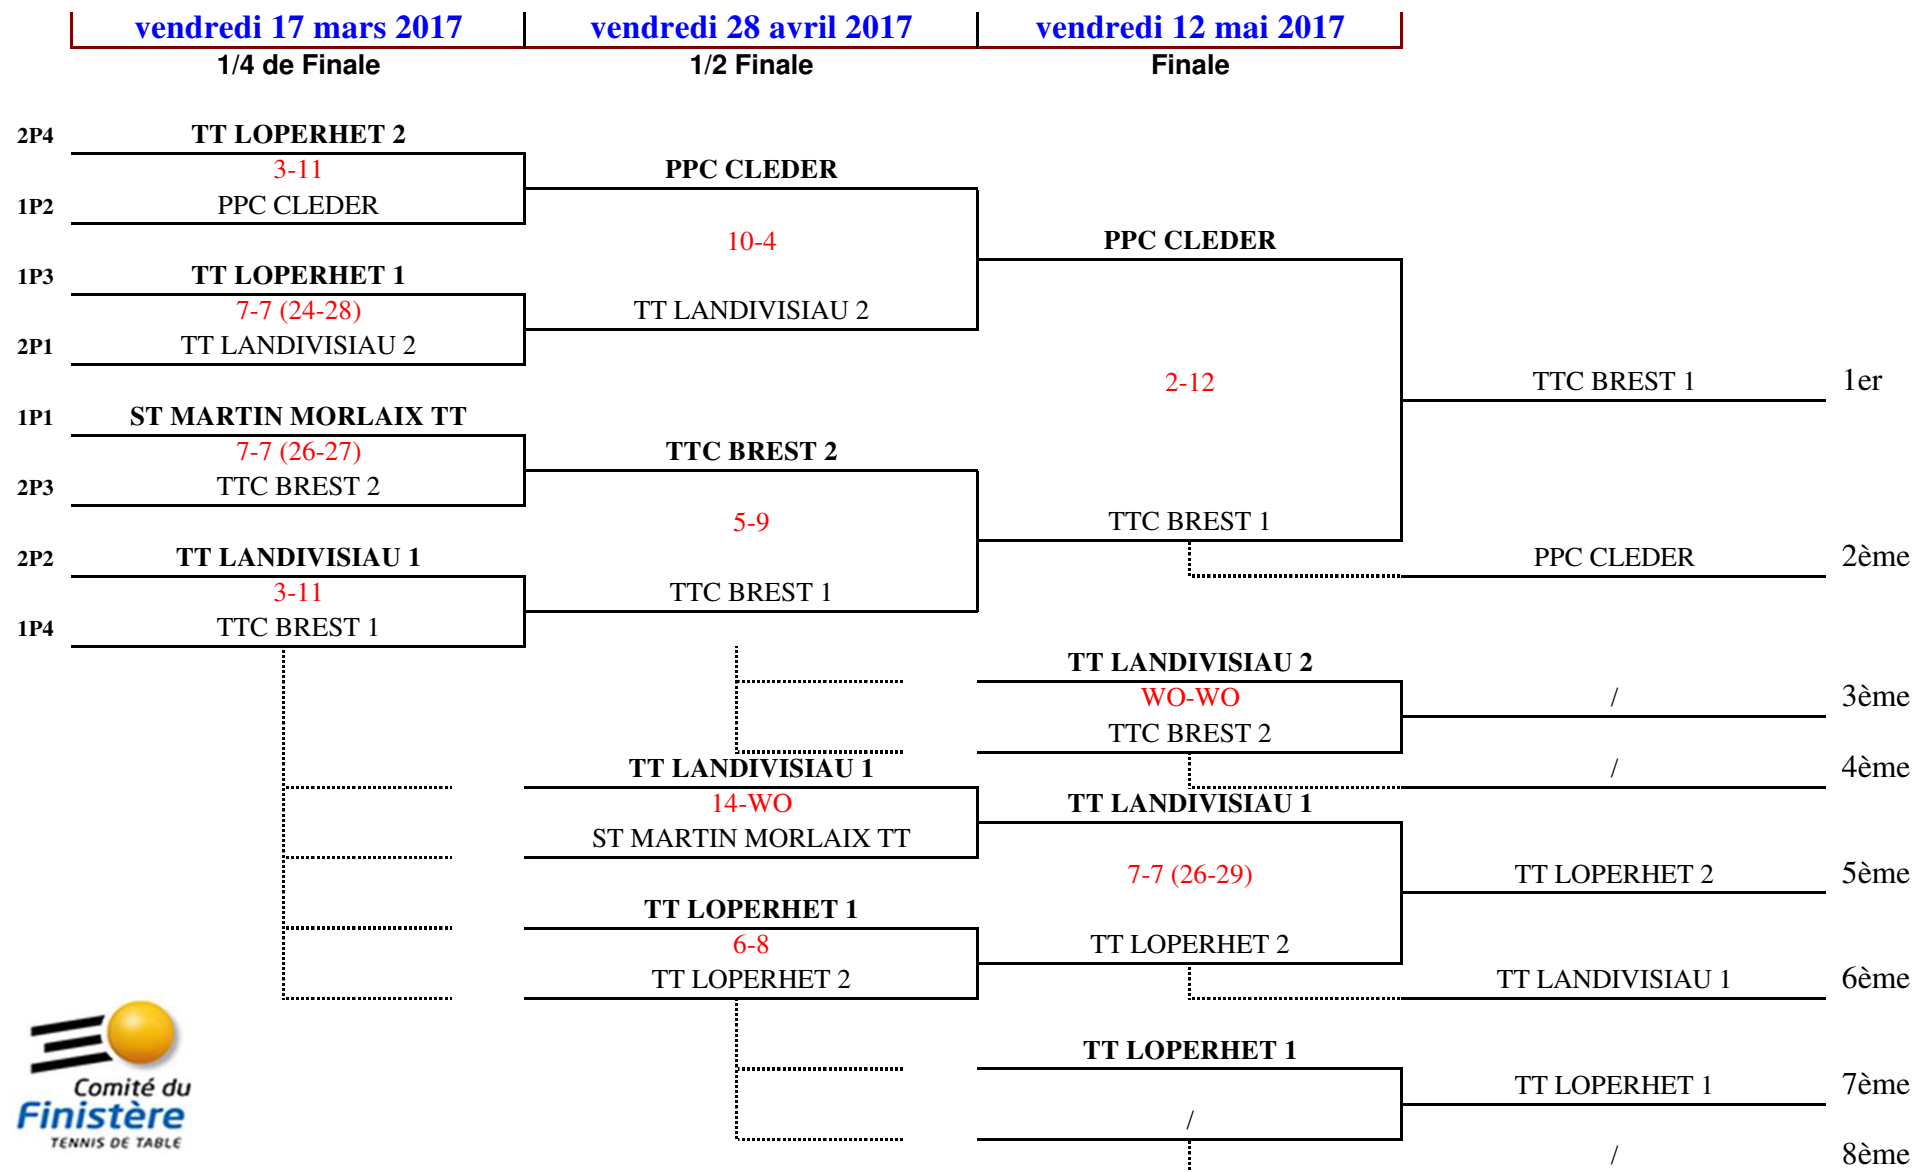 vendredi 17 mars 2017 vendredi 28 avril 2017 vendredi 12 mai 2017
1/4 de Finale 1/2 Finale Finale
2P4 TT LOPERHET 2
3-11 PPC CLEDER
1P2 PPC CLEDER
10-4 PPC CLEDER
1P3 TT LOPERHET 1
7-7 (24-28) TT LANDIVISIAU 2
2P1 TT LANDIVISIAU 2
2-12 TTC BREST 1 1er
1P1 ST MARTIN MORLAIX TT
7-7 (26-27) TTC BREST 2
2P3 TTC BREST 2
5-9 TTC BREST 1
2P2 TT LANDIVISIAU 1 PPC CLEDER 2ème
3-11 TTC BREST 1
1P4 TTC BREST 1
TT LANDIVISIAU 2
WO-WO / 3ème
TTC BREST 2
TT LANDIVISIAU 1 / 4ème
14-WO TT LANDIVISIAU 1
ST MARTIN MORLAIX TT
7-7 (26-29) TT LOPERHET 2 5ème
TT LOPERHET 1
6-8 TT LOPERHET 2
TT LOPERHET 2 TT LANDIVISIAU 1 6ème
TT LOPERHET 1
Comité du TT LOPERHET 1 7ème
Finistère /
TENNIS DE TABLE
/ 8ème